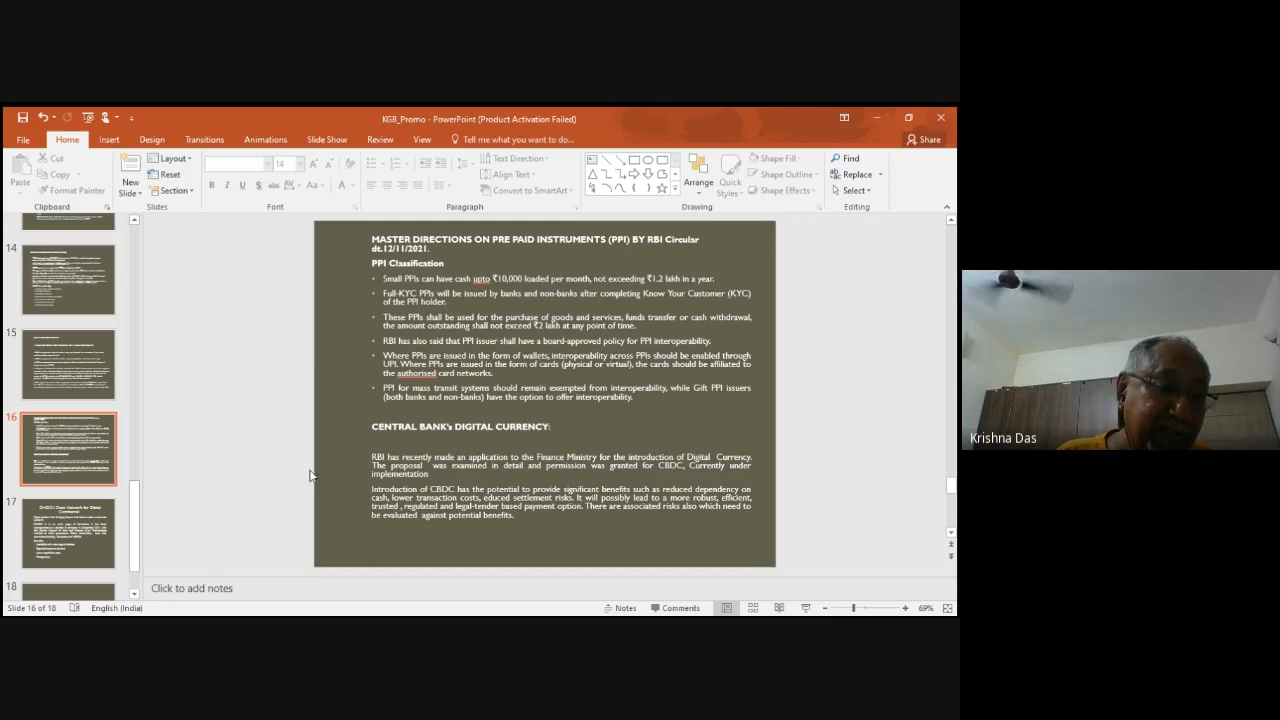 KGB_Promo - PowerPoint (Product Activation Failed)
File Home Insert Design Transitions Animations Slide Show Review View Tell me what you want to do... Share
Paste
Cut
Copy
Format Painter
Clipboard
New Slide
Layout
Reset
Section
Slides
14
Font
Text Direction
Align Text
Convert to SmartArt
Paragraph
Arrange
Quick Styles
Shape Fill
Shape Outline
Shape Effects
Drawing
Find
Replace
Select
Editing
14
15
16
17
18
MASTER DIRECTIONS ON PRE PAID INSTRUMENTS (PPI) BY RBI Circular
dt.12/11/2021.
PPI Classification
• Small PPIs can have cash upto ₹10,000 loaded per month, not exceeding ₹1.2 lakh in a year.
• Full-KYC PPIs will be issued by banks and non-banks after completing Know Your Customer (KYC)
of the PPI holder.
• These PPIs shall be used for the purchase of goods and services, funds transfer or cash withdrawal,
the amount outstanding shall not exceed ₹2 lakh at any point of time.
• RBI has also said that PPI issuer shall have a board-approved policy for PPI interoperability.
• Where PPIs are issued in the form of wallets, interoperability across PPIs should be enabled through
UPI. Where PPIs are issued in the form of cards (physical or virtual), the cards should be affiliated to
the authorised card networks.
• PPI for mass transit systems should remain exempted from interoperability, while Gift PPI issuers
(both banks and non-banks) have the option to offer interoperability.
CENTRAL BANK's DIGITAL CURRENCY:
RBI has recently made an application to the Finance Ministry for the introduction of Digital Currency.
The proposal was examined in detail and permission was granted for CBDC, Currently under
implementation
Introduction of CBDC has the potential to provide significant benefits such as reduced dependency on
cash, lower transaction costs, educed settlement risks. It will possibly lead to a more robust, efficient,
trusted , regulated and legal-tender based payment option. There are associated risks also which need to
be evaluated against potential benefits.
Click to add notes
Slide 16 of 18 English (India) Notes Comments 69%
Krishna Das